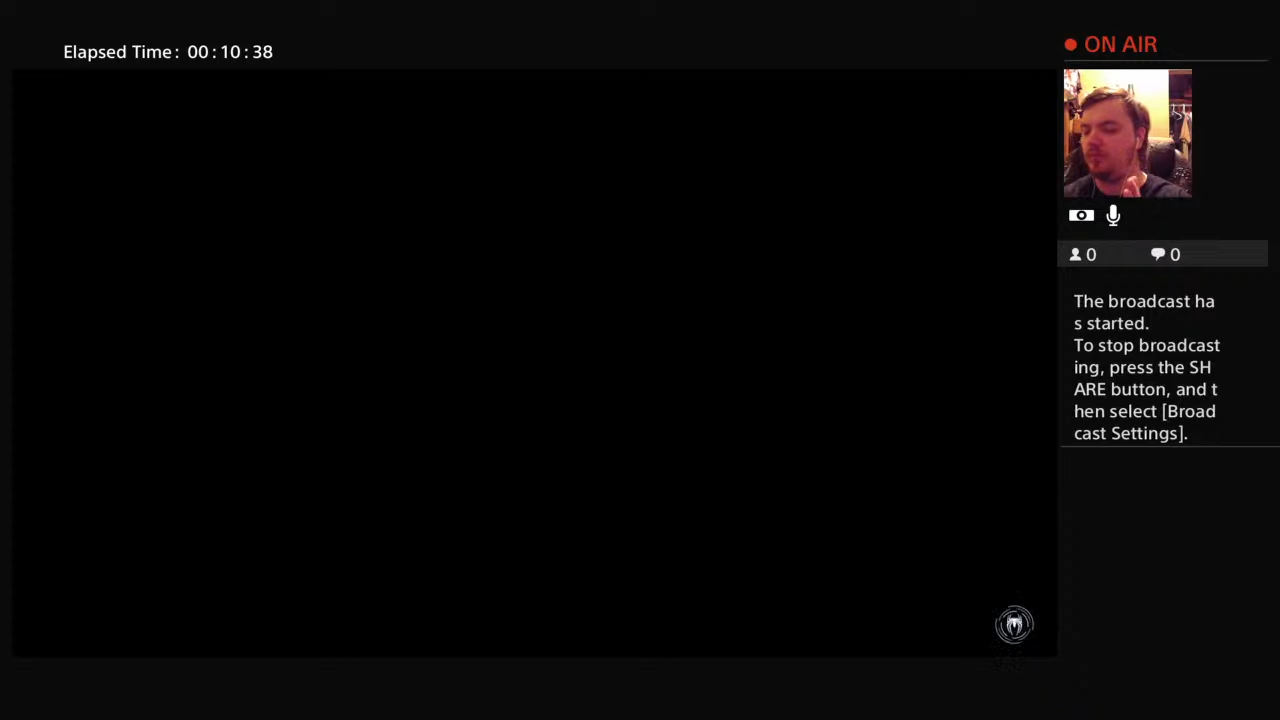 Elapsed Time: 00:10:38
ON AIR
0
0
The broadcast ha
s started.
To stop broadcast
ing, press the SH
ARE button, and t
hen select [Broad
cast Settings].